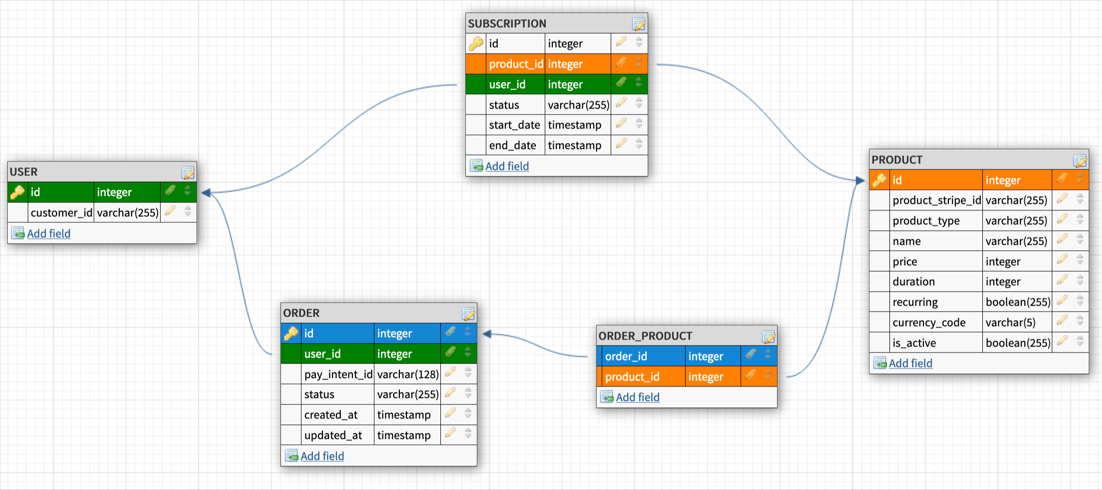 SUBSCRIPTION
id integer
product_id integer
user_id integer
status varchar(255)
start_date timestamp
end_date timestamp
Add field
USER
id integer
customer_id varchar(255)
Add field
PRODUCT
id integer
product_stripe_id varchar(255)
product_type varchar(255)
name varchar(255)
price integer
duration integer
recurring boolean(255)
currency_code varchar(5)
is_active boolean(255)
Add field
ORDER
id integer
user_id integer
pay_intent_id varchar(128)
status varchar(255)
created_at timestamp
updated_at timestamp
Add field
ORDER_PRODUCT
order_id integer
product_id integer
Add field